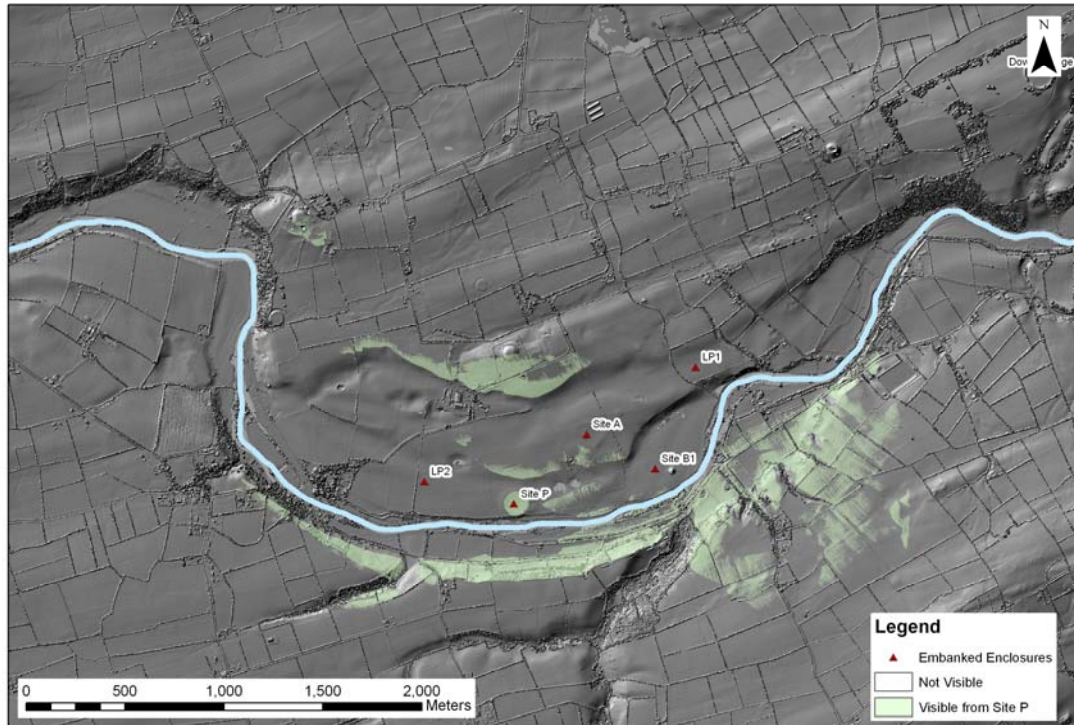 N
LP1
Site A
Site B1
LP2
Site P
Legend
Embanked Enclosures
Not Visible
Visible from Site P
0 500 1,000 1,500 2,000
Meters